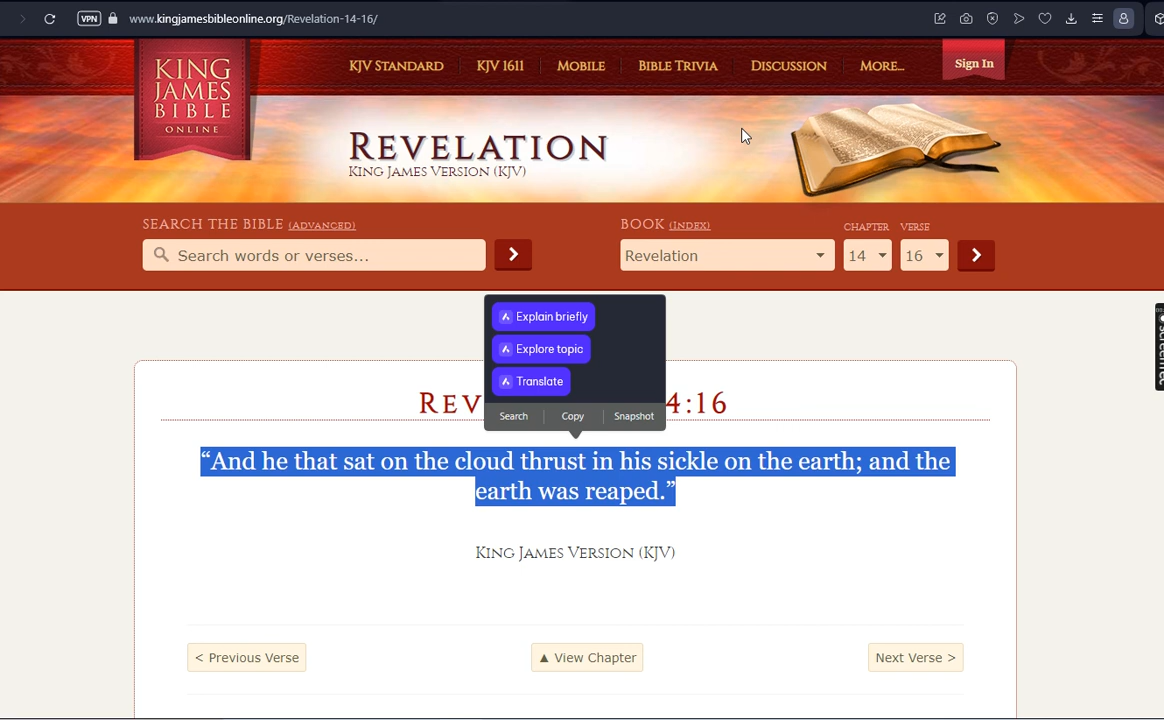 VPN
www.kingjamesbibleonline.org/Revelation-14-16/
KING
JAMES
BIBLE
ONLINE
KJV STANDARD
KJV 1611
MOBILE
BIBLE TRIVIA
DISCUSSION
MORE...
Sign In
REVELATION
KING JAMES VERSION (KJV)
SEARCH THE BIBLE (ADVANCED)
Search words or verses...
BOOK (INDEX)
CHAPTER
VERSE
Revelation
14
16
Explain briefly
Explore topic
Translate
Search
Copy
Snapshot
REV
4:16
“And he that sat on the cloud thrust in his sickle on the earth; and the
earth was reaped.”
KING JAMES VERSION (KJV)
< Previous Verse
▲ View Chapter
Next Verse >